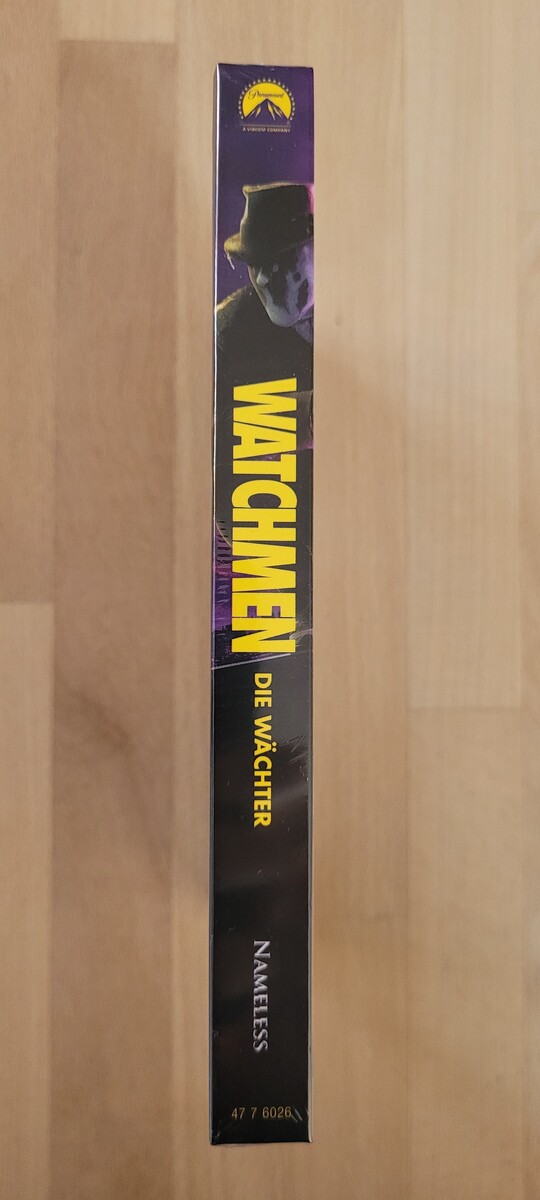 Paramount
A VIACOM COMPANY
WATCHMEN
DIE WÄCHTER
NAMELESS
47 7 6026